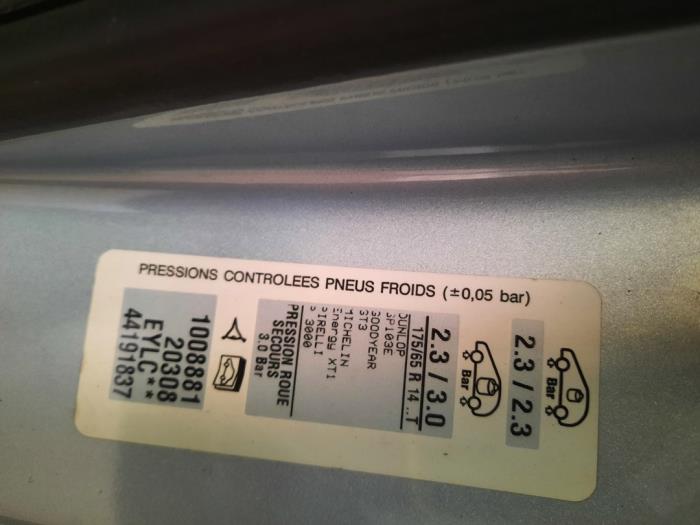 PRESSIONS CONTROLEES PNEUS FROIDS (±0,05 bar)
Bar
2.3 / 2.3
Bar
2.3 / 3.0
175/65 R 14 ..T
DUNLOP
SP103E
GOODYEAR
GT3
MICHELIN
Energy XT1
PIRELLI
P 3000
PRESSION ROUE
SECOURS
3.0 Bar
1008881
20308
EYLC**
44191837